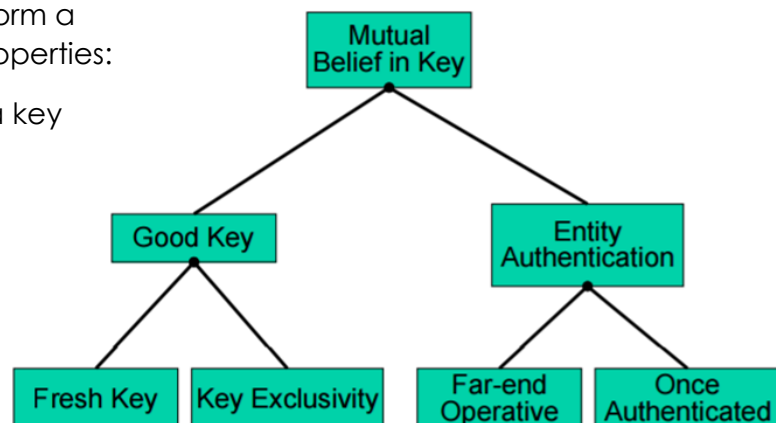 orm a
operties:
key
Mutual
Belief in Key
Good Key
Entity
Authentication
Fresh Key
Key Exclusivity
Far-end
Operative
Once
Authenticated